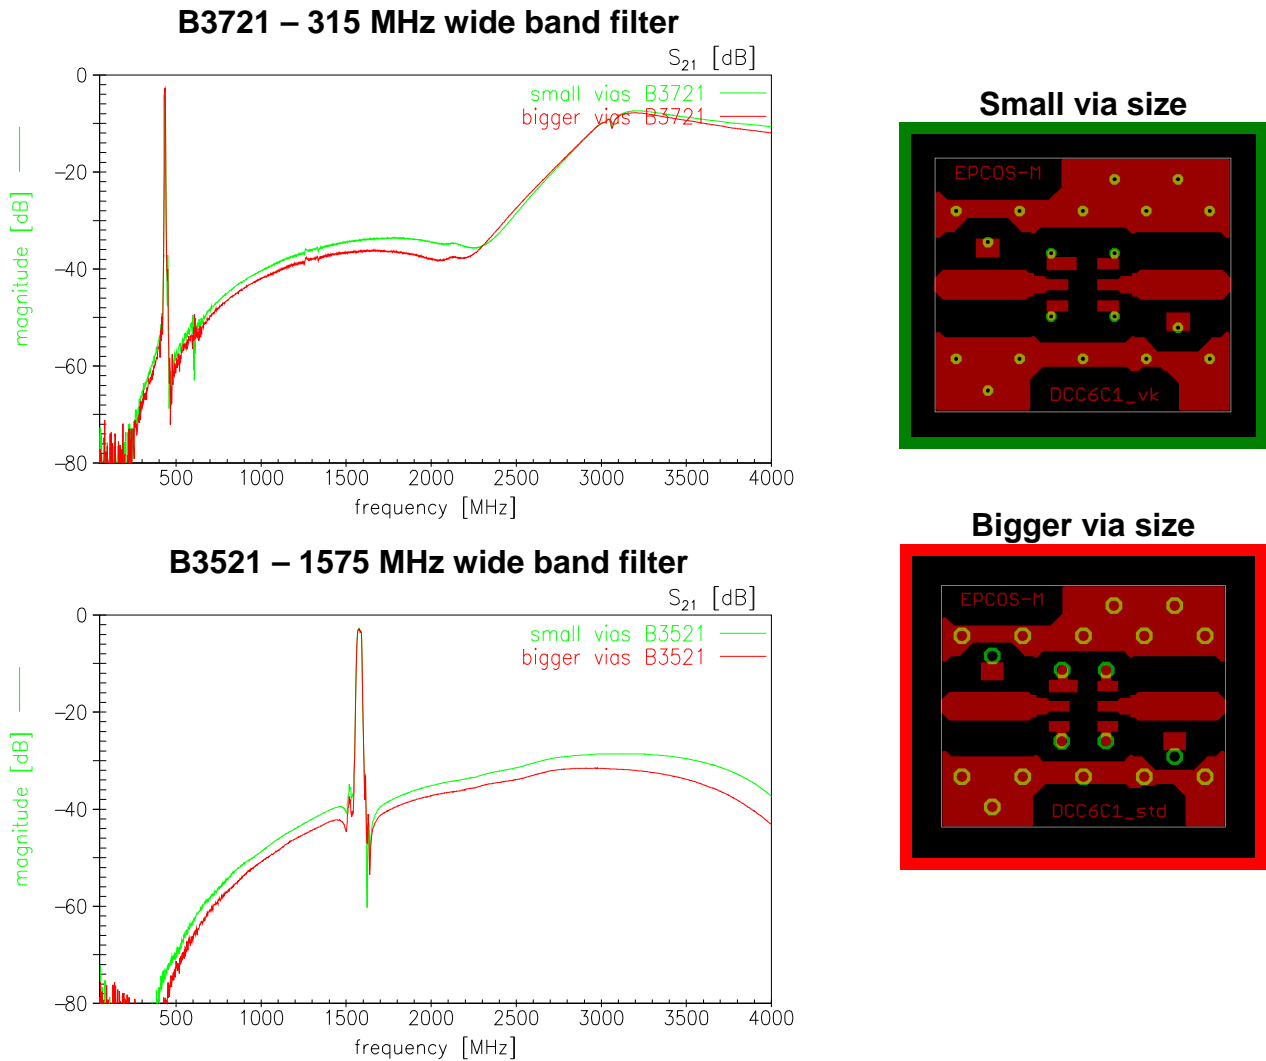 B3721 – 315 MHz wide band filter
S21 [dB]
small vias B3721
bigger vias B3721
magnitude [dB]
0
−20
−40
−60
−80
500 1000 1500 2000 2500 3000 3500 4000
frequency [MHz]
Small via size
EPCOS-M
DCC6C1_vk
B3521 – 1575 MHz wide band filter
S21 [dB]
small vias B3521
bigger vias B3521
magnitude [dB]
0
−20
−40
−60
−80
500 1000 1500 2000 2500 3000 3500 4000
frequency [MHz]
Bigger via size
EPCOS-M
DCC6C1_std